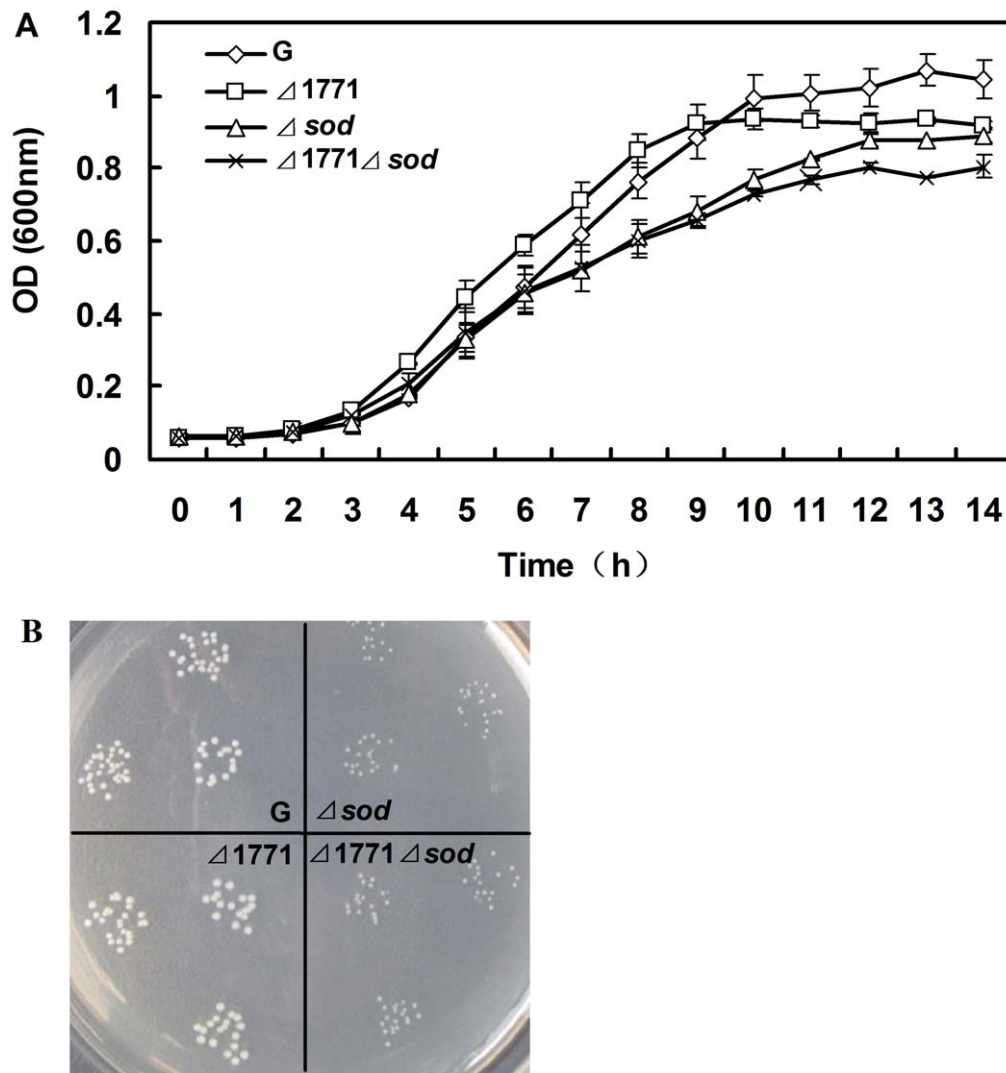 A
1.2
1
0.8
0.6
0.4
0.2
0
OD (600nm)
G
⊿1771
⊿ sod
⊿1771⊿ sod
0 1 2 3 4 5 6 7 8 9 10 11 12 13 14
Time（h）
B
G ⊿ sod
⊿1771 ⊿1771⊿sod